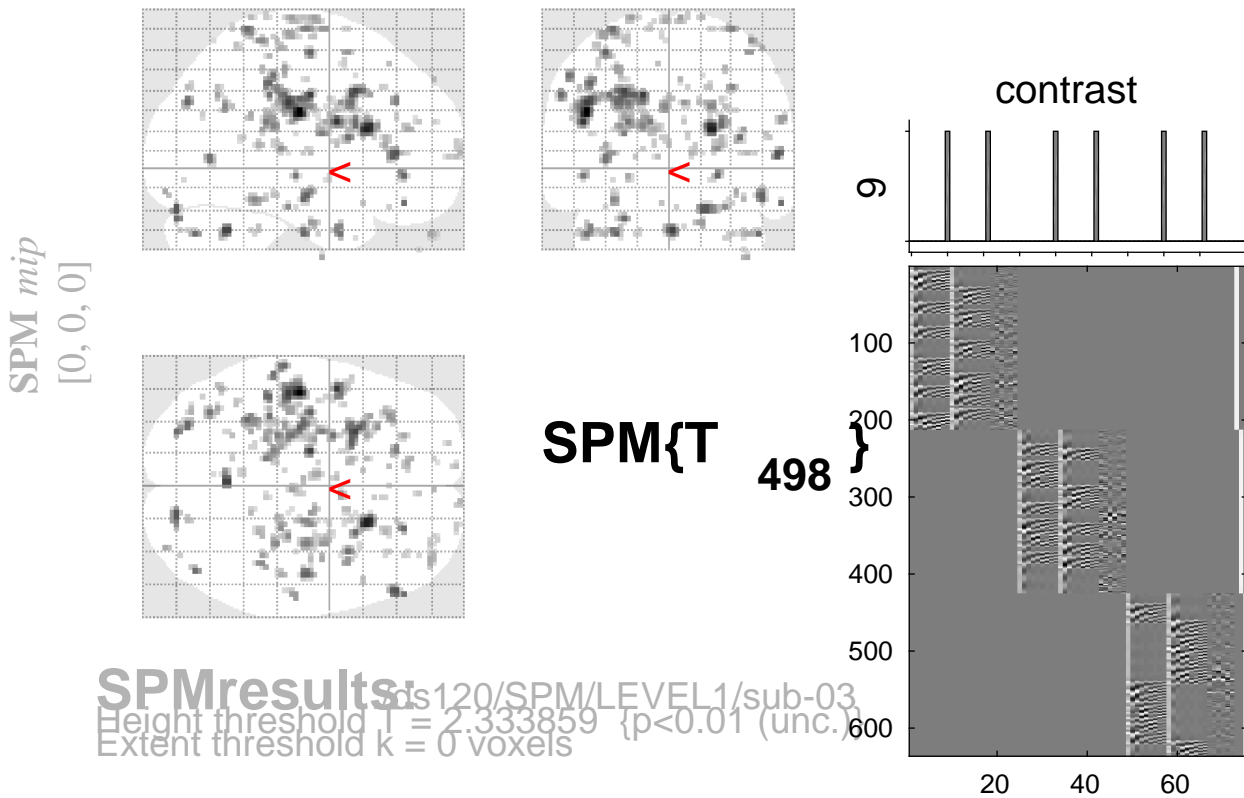 contrast
9
SPM mip
[0, 0, 0]
<
<
<
SPM{T498}
100
200
300
400
500
600
20
40
60
SPMresults: /ds120/SPM/LEVEL1/sub-03
Height threshold T = 2.333859 {p<0.01 (unc.)}
Extent threshold k = 0 voxels